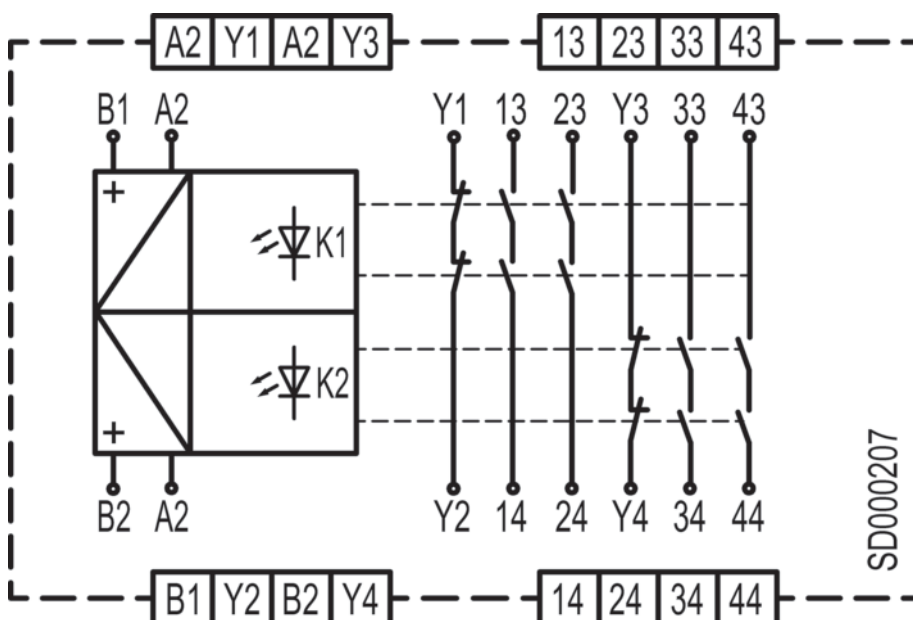 A2 Y1 A2 Y3 13 23 33 43
B1 A2 Y1 13 23 Y3 33 43
+
K1
K2
+
B2 A2 Y2 14 24 Y4 34 44
SD000207
B1 Y2 B2 Y4 14 24 34 44